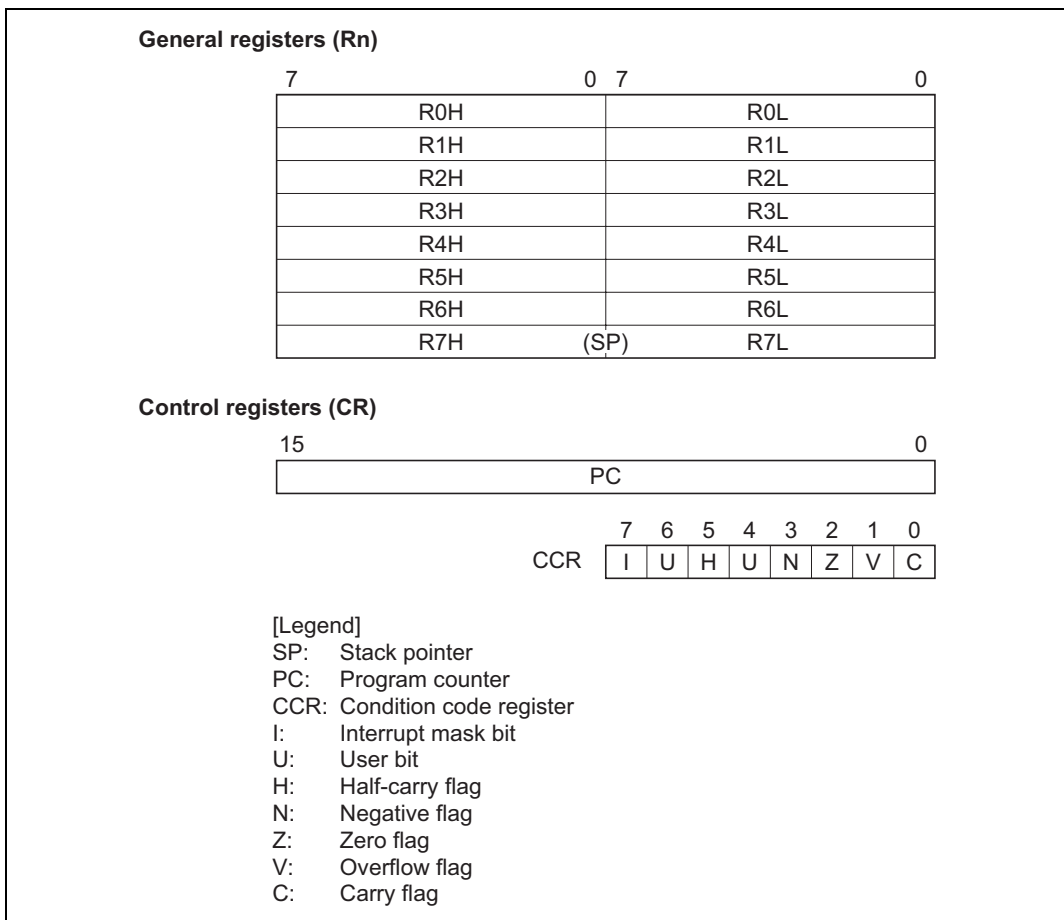 General registers (Rn)
7 0 7 0
R0H R0L
R1H R1L
R2H R2L
R3H R3L
R4H R4L
R5H R5L
R6H R6L
R7H (SP) R7L
Control registers (CR)
15 0
PC
7 6 5 4 3 2 1 0
CCR I U H U N Z V C
[Legend]
SP: Stack pointer
PC: Program counter
CCR: Condition code register
I: Interrupt mask bit
U: User bit
H: Half-carry flag
N: Negative flag
Z: Zero flag
V: Overflow flag
C: Carry flag